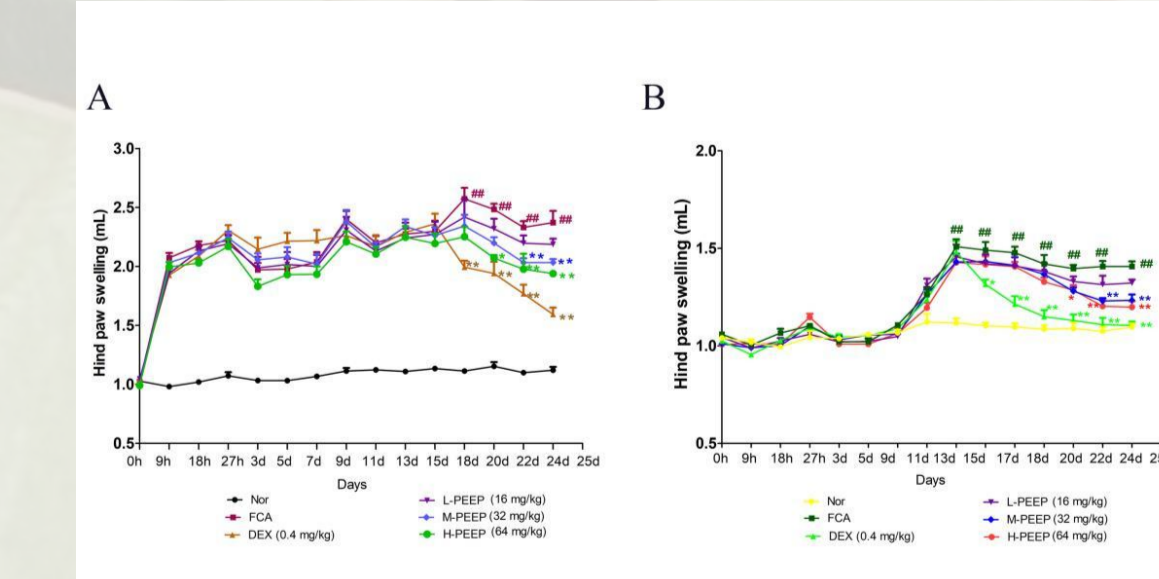 A
B
Hind paw swelling (mL)
3.0
2.5
2.0
1.5
1.0
0.5
## ## ## ##
** ** ** **
* ** **
** **
0h 9h 18h 27h 3d 5d 7d 9d 11d 13d 15d 18d 20d 22d 24d 25d
Days
Nor
FCA
DEX (0.4 mg/kg)
L-PEEP (16 mg/kg)
M-PEEP (32 mg/kg)
H-PEEP (64 mg/kg)
Hind paw swelling (mL)
2.0
1.5
1.0
0.5
## ## ## ## ## ## ##
* ** ** ** ** **
** **
* ** **
0h 9h 18h 27h 3d 5d 9d 11d 13d 15d 17d 18d 20d 22d 24d
Days
Nor
FCA
DEX (0.4 mg/kg)
L-PEEP (16 mg/kg)
M-PEEP (32 mg/kg)
H-PEEP (64 mg/kg)